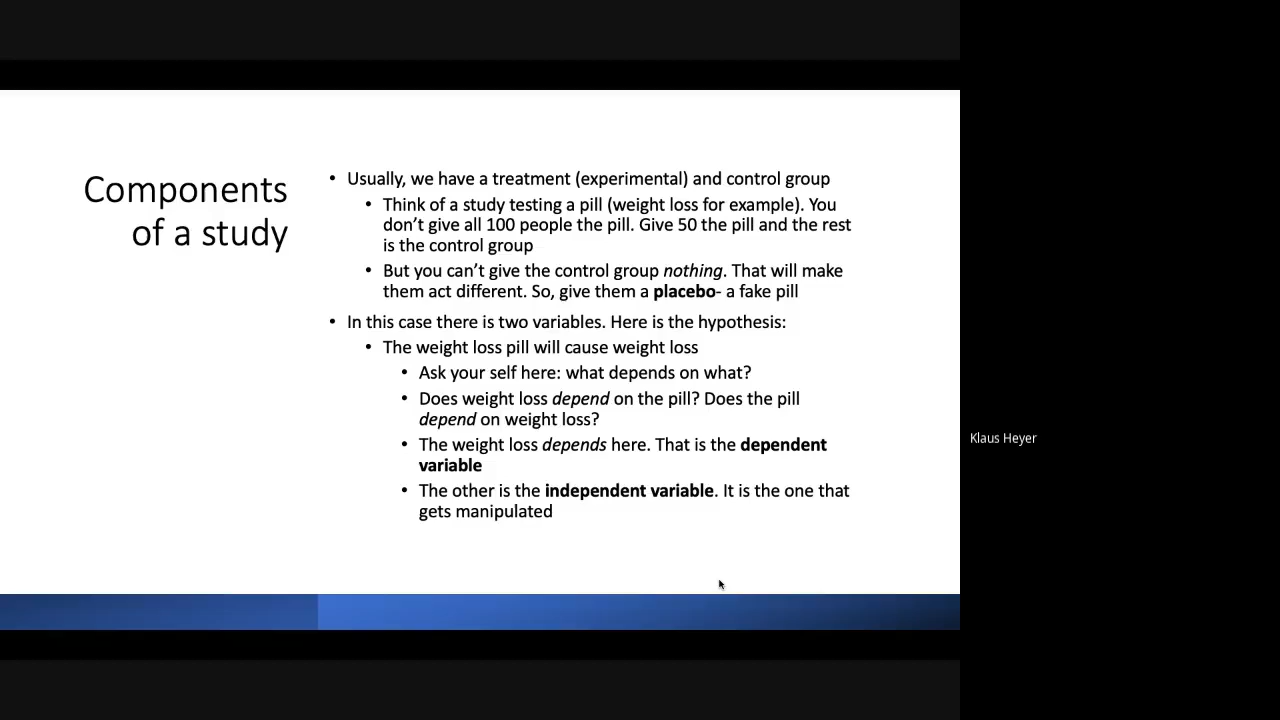 Components
of a study
• Usually, we have a treatment (experimental) and control group
• Think of a study testing a pill (weight loss for example). You
don't give all 100 people the pill. Give 50 the pill and the rest
is the control group
• But you can't give the control group nothing. That will make
them act different. So, give them a placebo- a fake pill
• In this case there is two variables. Here is the hypothesis:
• The weight loss pill will cause weight loss
• Ask your self here: what depends on what?
• Does weight loss depend on the pill? Does the pill
depend on weight loss?
• The weight loss depends here. That is the dependent
variable
• The other is the independent variable. It is the one that
gets manipulated
Klaus Heyer